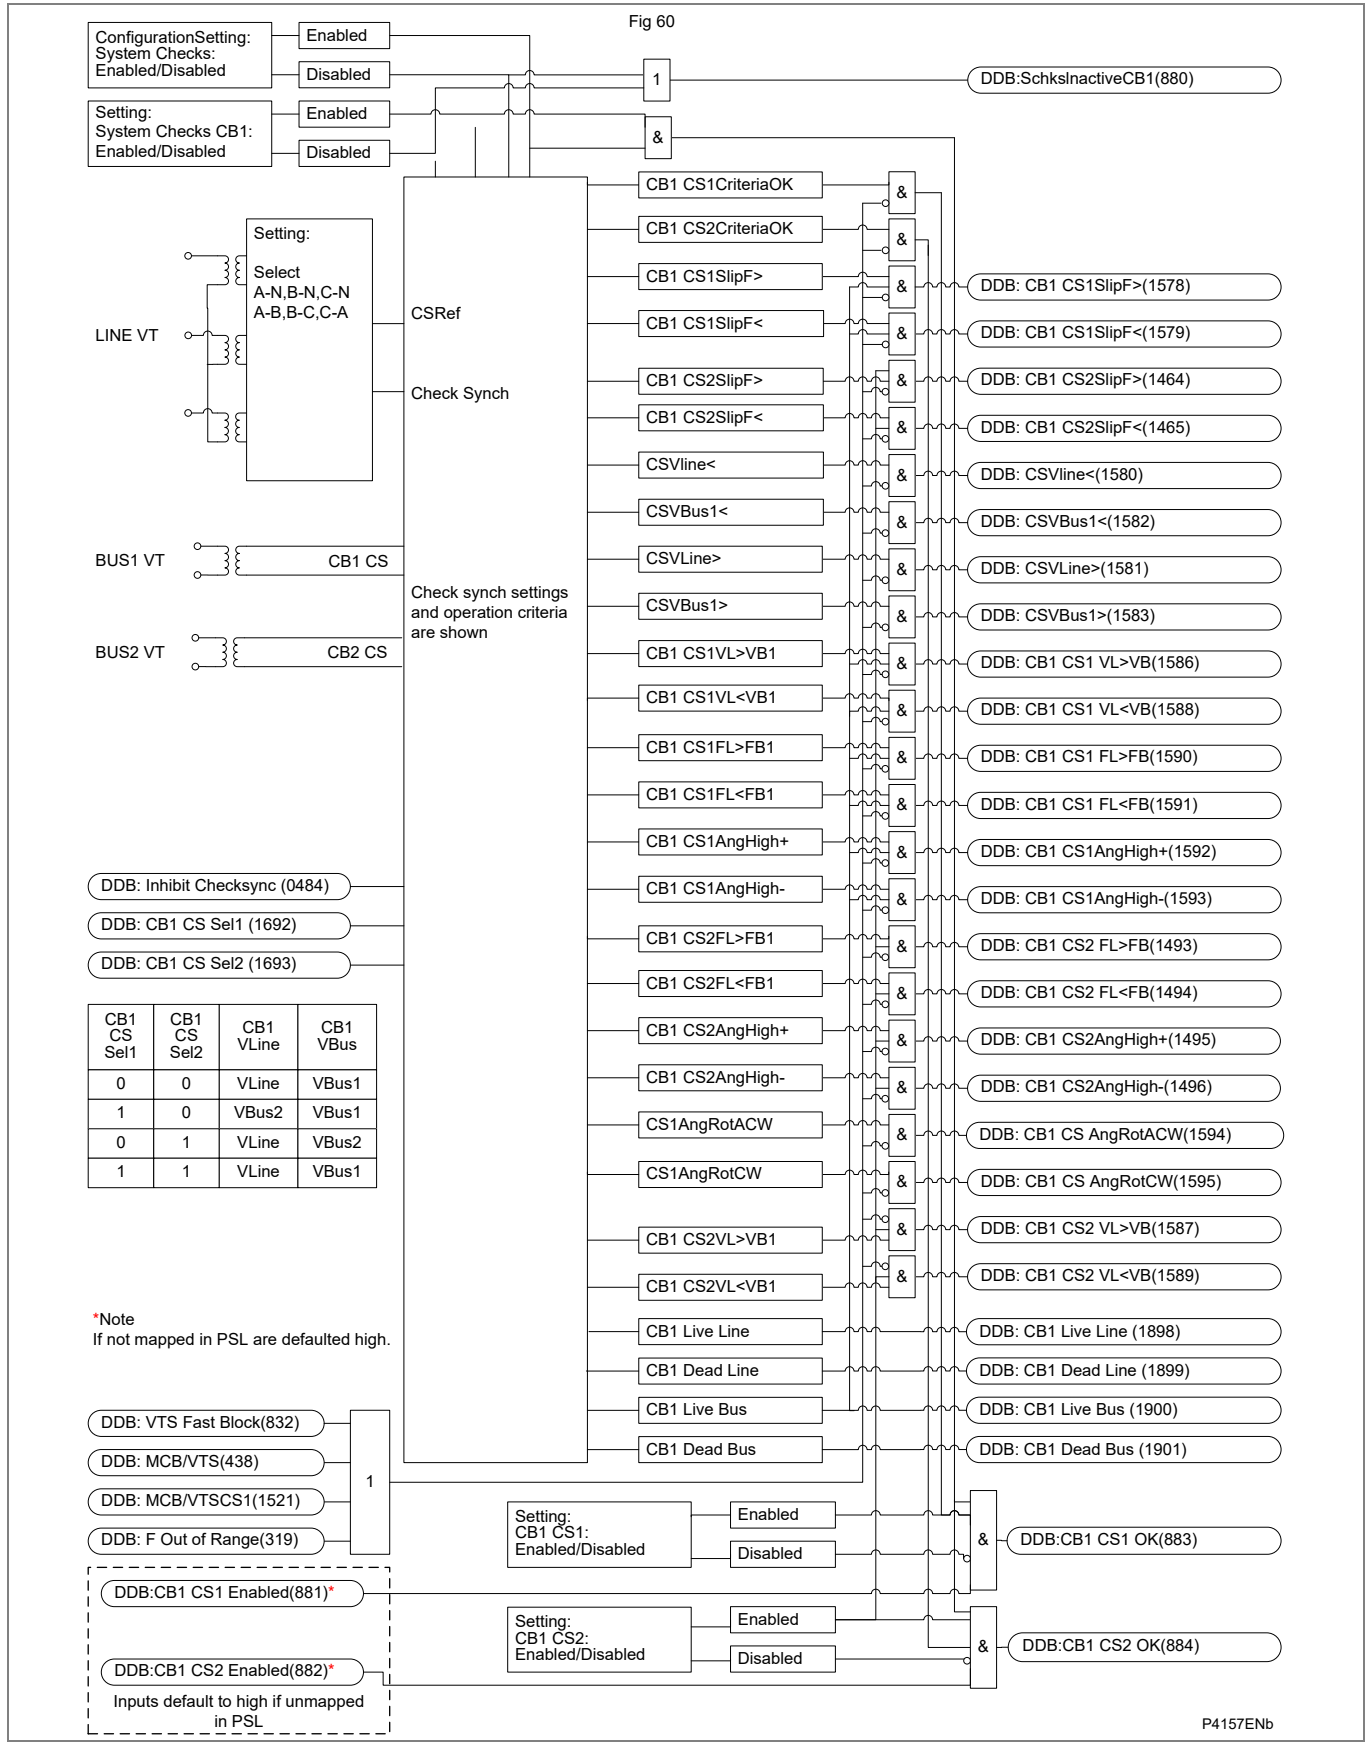 Fig 60
ConfigurationSetting:
System Checks:
Enabled/Disabled
Enabled
Disabled
1
DDB:SchksInactiveCB1(880)
Setting:
System Checks CB1:
Enabled/Disabled
Enabled
Disabled
&
CB1 CS1CriteriaOK
&
CB1 CS2CriteriaOK
&
CB1 CS1SlipF>
&
DDB: CB1 CS1SlipF>(1578)
CB1 CS1SlipF<
&
DDB: CB1 CS1SlipF<(1579)
CB1 CS2SlipF>
&
DDB: CB1 CS2SlipF>(1464)
CB1 CS2SlipF<
&
DDB: CB1 CS2SlipF<(1465)
CSVline<
&
DDB: CSVline<(1580)
CSVBus1<
&
DDB: CSVBus1<(1582)
CSVLine>
&
DDB: CSVLine>(1581)
CSVBus1>
&
DDB: CSVBus1>(1583)
CB1 CS1VL>VB1
&
DDB: CB1 CS1 VL>VB(1586)
CB1 CS1VL<VB1
&
DDB: CB1 CS1 VL<VB(1588)
CB1 CS1FL>FB1
&
DDB: CB1 CS1 FL>FB(1590)
CB1 CS1FL<FB1
&
DDB: CB1 CS1 FL<FB(1591)
CB1 CS1AngHigh+
&
DDB: CB1 CS1AngHigh+(1592)
CB1 CS1AngHigh-
&
DDB: CB1 CS1AngHigh-(1593)
CB1 CS2FL>FB1
&
DDB: CB1 CS2 FL>FB(1493)
CB1 CS2FL<FB1
&
DDB: CB1 CS2 FL<FB(1494)
CB1 CS2AngHigh+
&
DDB: CB1 CS2AngHigh+(1495)
CB1 CS2AngHigh-
&
DDB: CB1 CS2AngHigh-(1496)
CS1AngRotACW
&
DDB: CB1 CS AngRotACW(1594)
CS1AngRotCW
&
DDB: CB1 CS AngRotCW(1595)
CB1 CS2VL>VB1
&
DDB: CB1 CS2 VL>VB(1587)
CB1 CS2VL<VB1
&
DDB: CB1 CS2 VL<VB(1589)
CB1 Live Line
DDB: CB1 Live Line (1898)
CB1 Dead Line
DDB: CB1 Dead Line (1899)
CB1 Live Bus
DDB: CB1 Live Bus (1900)
CB1 Dead Bus
DDB: CB1 Dead Bus (1901)
Setting:
Select
A-N,B-N,C-N
A-B,B-C,C-A
LINE VT
CSRef
Check Synch
BUS1 VT
CB1 CS
Check synch settings
and operation criteria
are shown
BUS2 VT
CB2 CS
DDB: Inhibit Checksync (0484)
DDB: CB1 CS Sel1 (1692)
DDB: CB1 CS Sel2 (1693)
CB1 CS Sel1 CB1 CS Sel2 CB1 VLine CB1 VBus
0 0 VLine VBus1
1 0 VBus2 VBus1
0 1 VLine VBus2
1 1 VLine VBus1
*Note
If not mapped in PSL are defaulted high.
DDB: VTS Fast Block(832)
DDB: MCB/VTS(438)
DDB: MCB/VTSCS1(1521)
DDB: F Out of Range(319)
1
Setting:
CB1 CS1:
Enabled/Disabled
Enabled
Disabled
&
DDB:CB1 CS1 OK(883)
DDB:CB1 CS1 Enabled(881)*
Setting:
CB1 CS2:
Enabled/Disabled
Enabled
Disabled
&
DDB:CB1 CS2 OK(884)
DDB:CB1 CS2 Enabled(882)*
Inputs default to high if unmapped
in PSL
P4157ENb